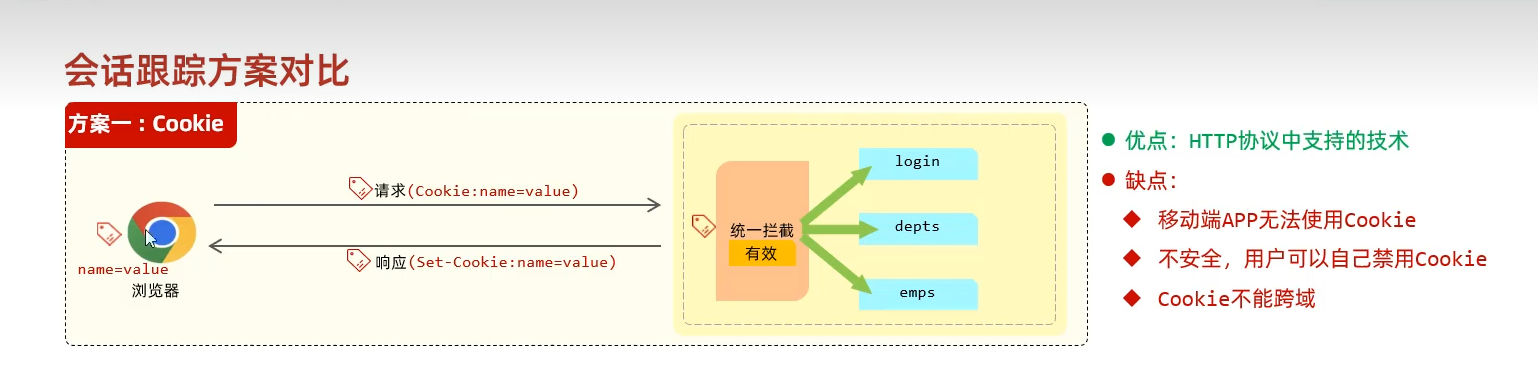 会话跟踪方案对比
方案一：Cookie
请求(Cookie:name=value)
响应(Set-Cookie:name=value)
name=value
浏览器
统一拦截
有效
login
depts
emps
优点：HTTP协议中支持的技术
缺点：
移动端APP无法使用Cookie
不安全，用户可以自己禁用Cookie
Cookie不能跨域